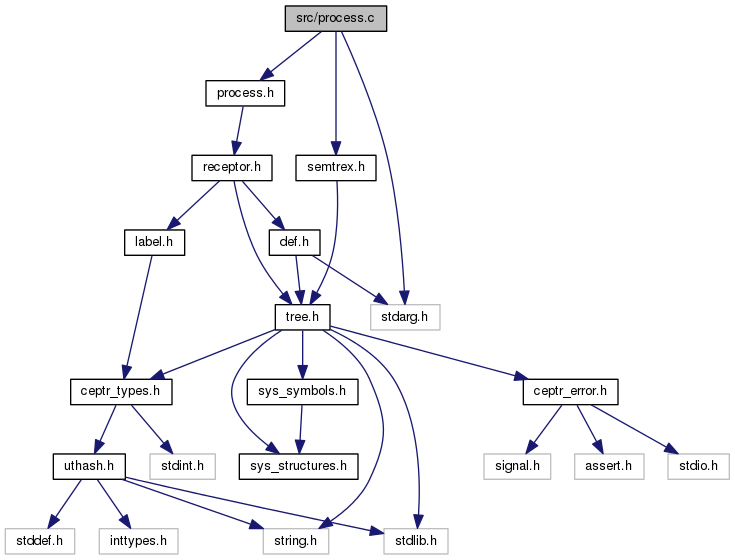 src/process.c
process.h
receptor.h
semtrex.h
label.h
def.h
tree.h
stdarg.h
ceptr_types.h
sys_symbols.h
ceptr_error.h
uthash.h
stdint.h
sys_structures.h
signal.h
assert.h
stdio.h
stddef.h
inttypes.h
string.h
stdlib.h